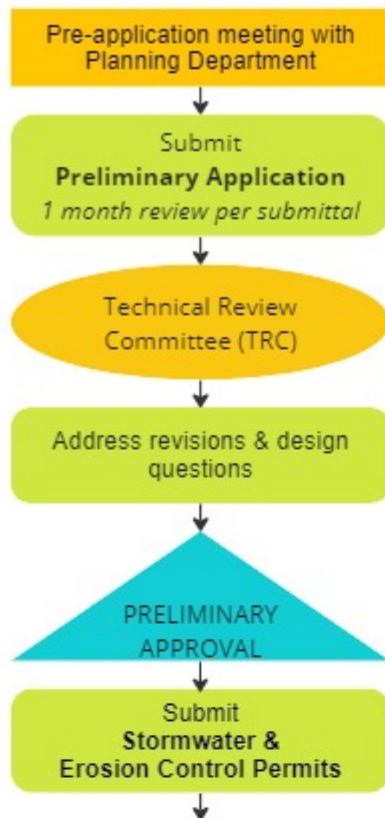 Pre-application meeting with
Planning Department
Submit
Preliminary Application
1 month review per submittal
Technical Review
Committee (TRC)
Address revisions & design
questions
PRELIMINARY
APPROVAL
Submit
Stormwater &
Erosion Control Permits